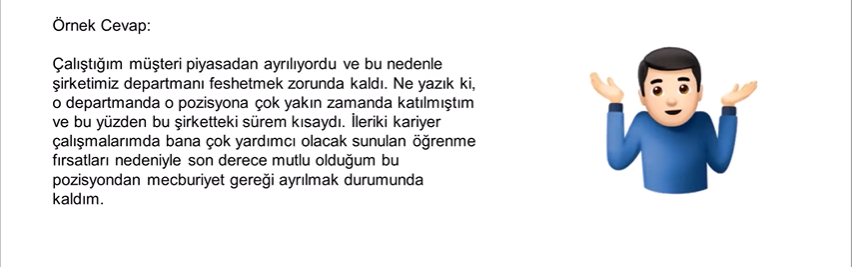 Örnek Cevap:
Çalıştığım müşteri piyasadan ayrılıyordu ve bu nedenle
şirketimiz departmanı feshetmek zorunda kaldı. Ne yazık ki,
o departmanda o pozisyona çok yakın zamanda katılmıştım
ve bu yüzden bu şirketteki sürem kısaydı. İleriki kariyer
çalışmalarımda bana çok yardımcı olacak sunulan öğrenme
fırsatları nedeniyle son derece mutlu olduğum bu
pozisyondan mecburiyet gereği ayrılmak durumunda
kaldım.